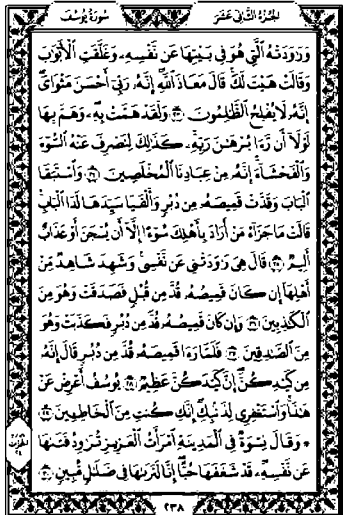 الجزء الثاني عشر سورة يوسف
وَرَٰوَدَتْهُ ٱلَّتِي هُوَ فِي بَيْتِهَا عَن نَّفْسِهِۦ وَغَلَّقَتِ ٱلْأَبْوَٰبَ
وَقَالَتْ هَيْتَ لَكَ ۚ قَالَ مَعَاذَ ٱللَّهِ ۖ إِنَّهُۥ رَبِّيٓ أَحْسَنَ مَثْوَايَ ۖ
إِنَّهُۥ لَا يُفْلِحُ ٱلظَّٰلِمُونَ ٢٣ وَلَقَدْ هَمَّتْ بِهِۦ ۖ وَهَمَّ بِهَا
لَوْلَآ أَن رَّءَا بُرْهَٰنَ رَبِّهِۦ ۚ كَذَٰلِكَ لِنَصْرِفَ عَنْهُ ٱلسُّوٓءَ
وَٱلْفَحْشَآءَ ۚ إِنَّهُۥ مِنْ عِبَادِنَا ٱلْمُخْلَصِينَ ٢٤ وَٱسْتَبَقَا
ٱلْبَابَ وَقَدَّتْ قَمِيصَهُۥ مِن دُبُرٍ وَأَلْفَيَا سَيِّدَهَا لَدَا ٱلْبَابِ ۚ
قَالَتْ مَا جَزَآءُ مَنْ أَرَادَ بِأَهْلِكَ سُوٓءًا إِلَّآ أَن يُسْجَنَ أَوْ عَذَابٌ
أَلِيمٌ ٢٥ قَالَ هِيَ رَٰوَدَتْنِي عَن نَّفْسِي ۚ وَشَهِدَ شَاهِدٌ مِّنْ
أَهْلِهَآ إِن كَانَ قَمِيصُهُۥ قُدَّ مِن قُبُلٍ فَصَدَقَتْ وَهُوَ مِنَ
ٱلْكَٰذِبِينَ ٢٦ وَإِن كَانَ قَمِيصُهُۥ قُدَّ مِن دُبُرٍ فَكَذَبَتْ وَهُوَ
مِنَ ٱلصَّٰدِقِينَ ٢٧ فَلَمَّا رَءَا قَمِيصَهُۥ قُدَّ مِن دُبُرٍ قَالَ إِنَّهُۥ
مِن كَيْدِكُنَّ ۖ إِنَّ كَيْدَكُنَّ عَظِيمٌ ٢٨ يُوسُفُ أَعْرِضْ عَنْ
هَٰذَا ۚ وَٱسْتَغْفِرِي لِذَنۢبِكِ ۖ إِنَّكِ كُنتِ مِنَ ٱلْخَاطِـِٔينَ ٢٩
۞ وَقَالَ نِسْوَةٌ فِي ٱلْمَدِينَةِ ٱمْرَأَتُ ٱلْعَزِيزِ تُرَٰوِدُ فَتَىٰهَا
عَن نَّفْسِهِۦ ۖ قَدْ شَغَفَهَا حُبًّا ۖ إِنَّا لَنَرَىٰهَا فِي ضَلَٰلٍ مُّبِينٍ ٣٠
٢٣٨